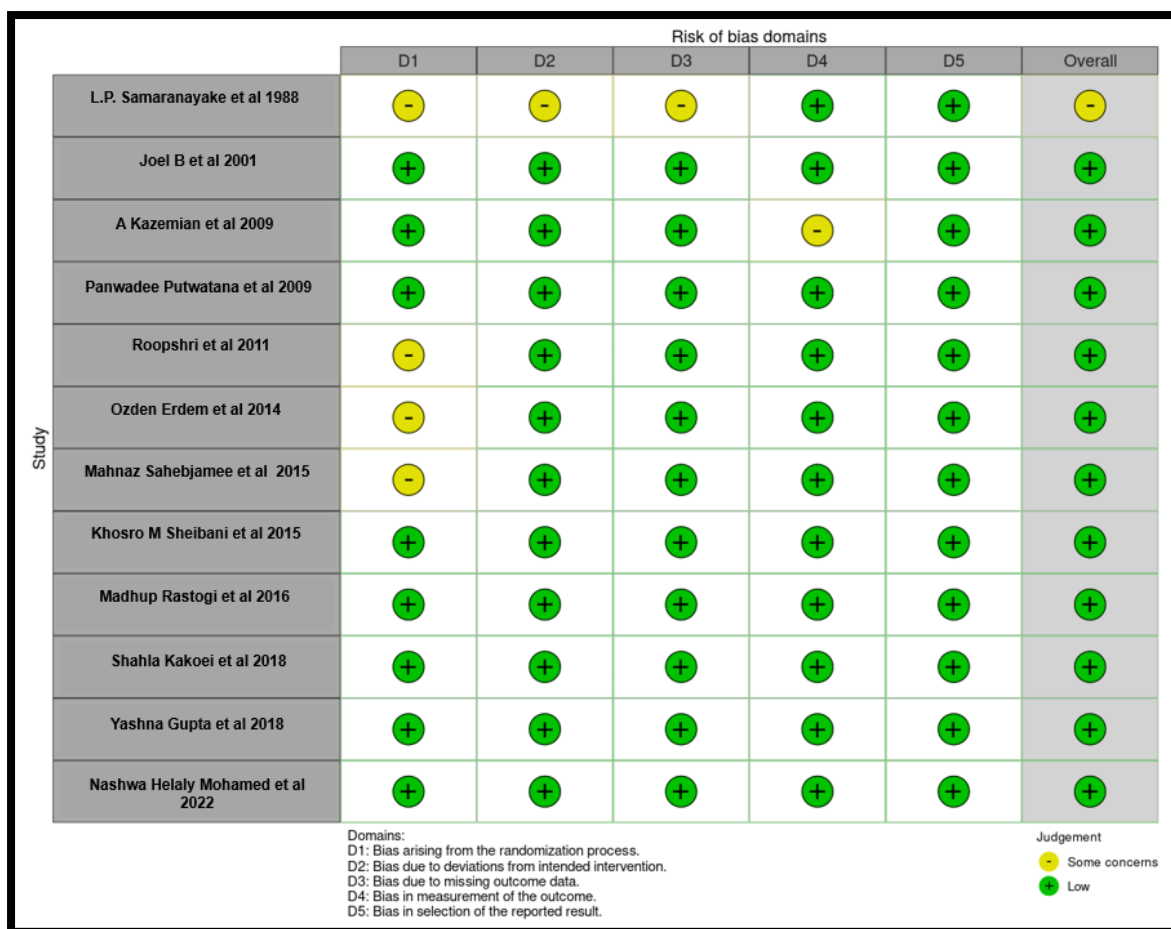 Risk of bias domains
D1 D2 D3 D4 D5 Overall
Study
L.P. Samaranayake et al 1988 - - - + + -
Joel B et al 2001 + + + + + +
A Kazemian et al 2009 + + + - + +
Panwadee Putwatana et al 2009 + + + + + +
Roopshri et al 2011 - + + + + +
Ozden Erdem et al 2014 - + + + + +
Mahnaz Sahebjamee et al 2015 - + + + + +
Khosro M Sheibani et al 2015 + + + + + +
Madhup Rastogi et al 2016 + + + + + +
Shahla Kakoei et al 2018 + + + + + +
Yashna Gupta et al 2018 + + + + + +
Nashwa Helaly Mohamed et al
2022 + + + + + +
Domains:
D1: Bias arising from the randomization process.
D2: Bias due to deviations from intended intervention.
D3: Bias due to missing outcome data.
D4: Bias in measurement of the outcome.
D5: Bias in selection of the reported result.
Judgement
- Some concerns
+ Low